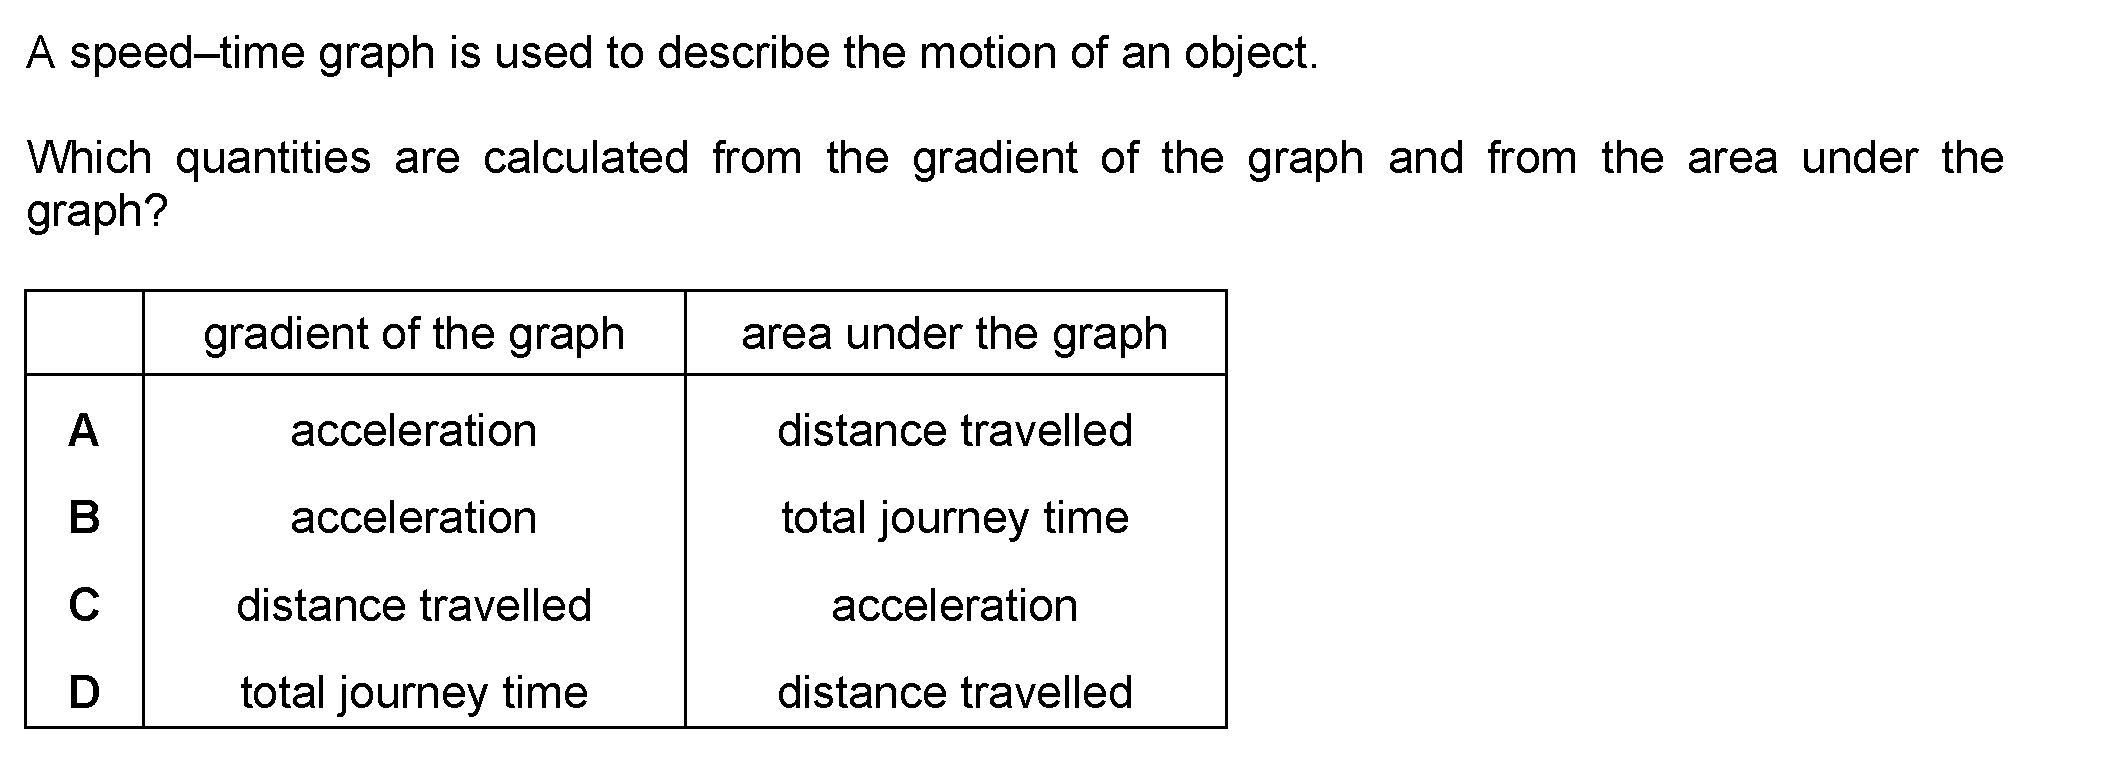 A speed–time graph is used to describe the motion of an object.
Which quantities are calculated from the gradient of the graph and from the area under the
graph?
gradient of the graph area under the graph
A acceleration distance travelled
B acceleration total journey time
C distance travelled acceleration
D total journey time distance travelled